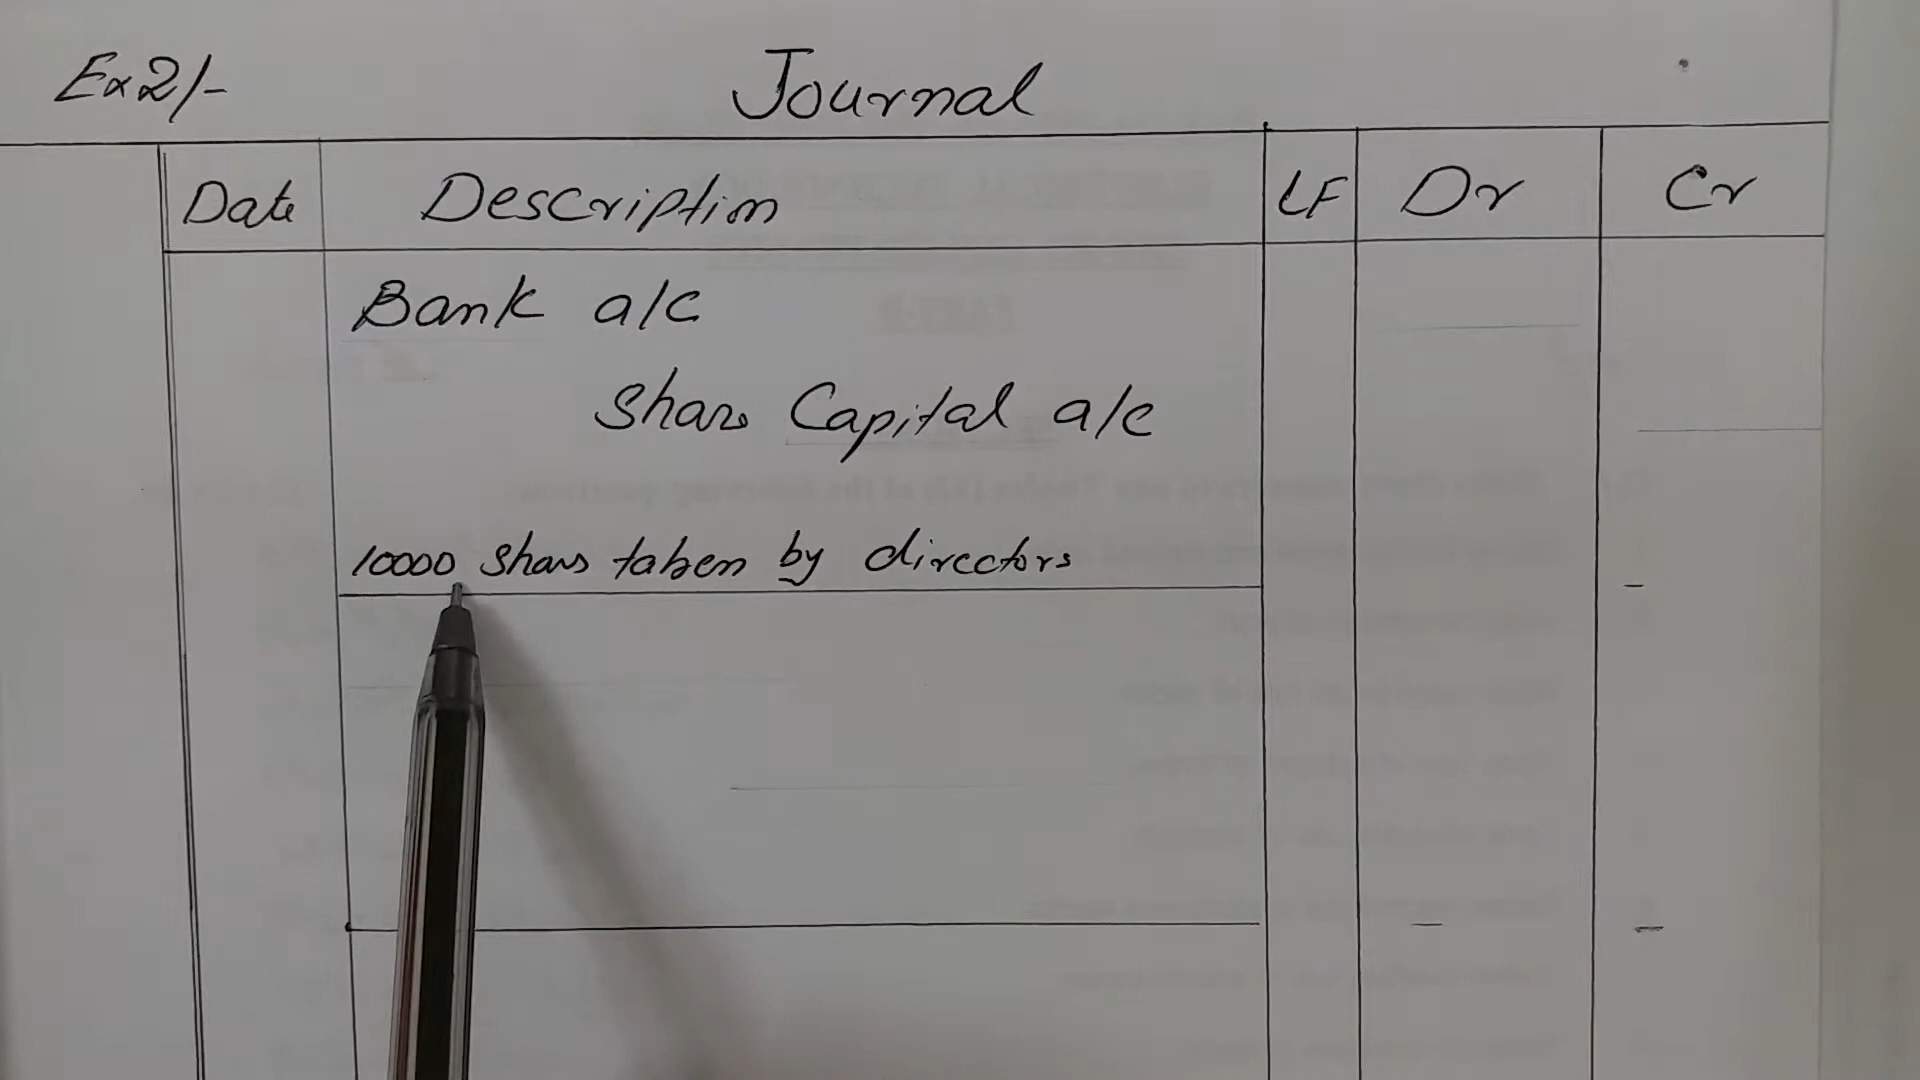 Ex2/-
Journal
Date Description LF Dr Cr
Bank a/c
Share Capital a/c
10000 Shares taken by directors